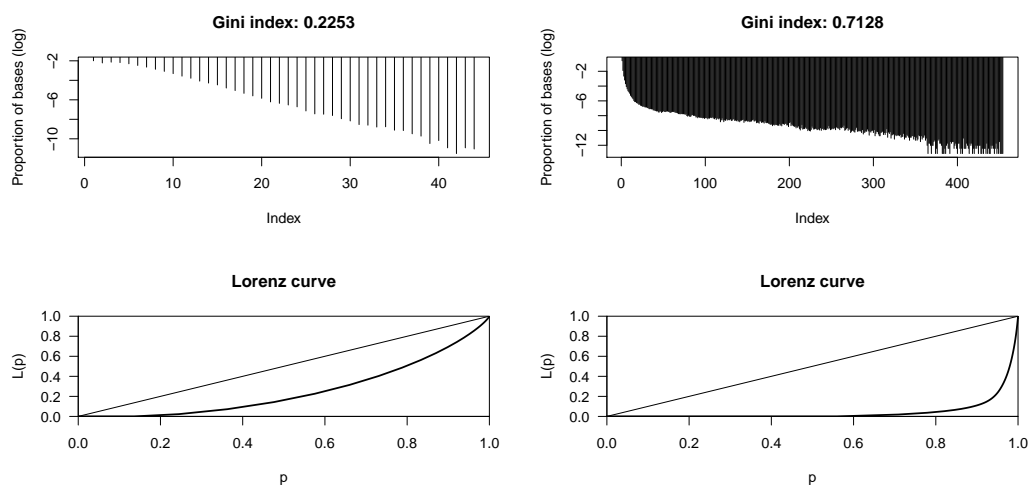 Gini index: 0.2253
Proportion of bases (log)
−2
−6
−10
0 10 20 30 40
Index
Gini index: 0.7128
Proportion of bases (log)
−2
−6
−12
0 100 200 300 400
Index
Lorenz curve
L(p)
1.0
0.8
0.6
0.4
0.2
0.0
0.0 0.2 0.4 0.6 0.8 1.0
p
Lorenz curve
L(p)
1.0
0.8
0.6
0.4
0.2
0.0
0.0 0.2 0.4 0.6 0.8 1.0
p